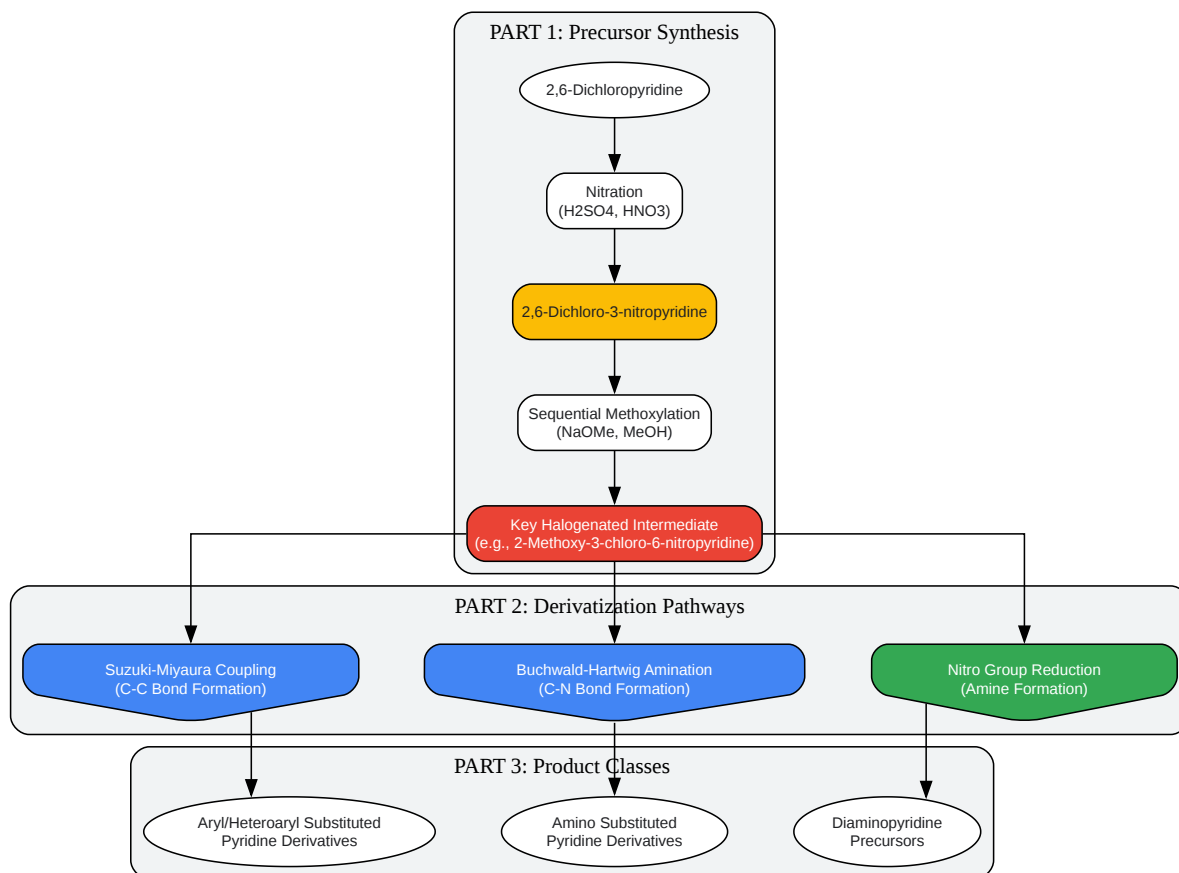 PART 1: Precursor Synthesis
2,6-Dichloropyridine
Nitration
(H2SO4, HNO3)
2,6-Dichloro-3-nitropyridine
Sequential Methoxylation
(NaOMe, MeOH)
Key Halogenated Intermediate
(e.g., 2-Methoxy-3-chloro-6-nitropyridine)
PART 2: Derivatization Pathways
Suzuki-Miyaura Coupling
(C-C Bond Formation)
Buchwald-Hartwig Amination
(C-N Bond Formation)
Nitro Group Reduction
(Amine Formation)
PART 3: Product Classes
Aryl/Heteroaryl Substituted
Pyridine Derivatives
Amino Substituted
Pyridine Derivatives
Diaminopyridine
Precursors